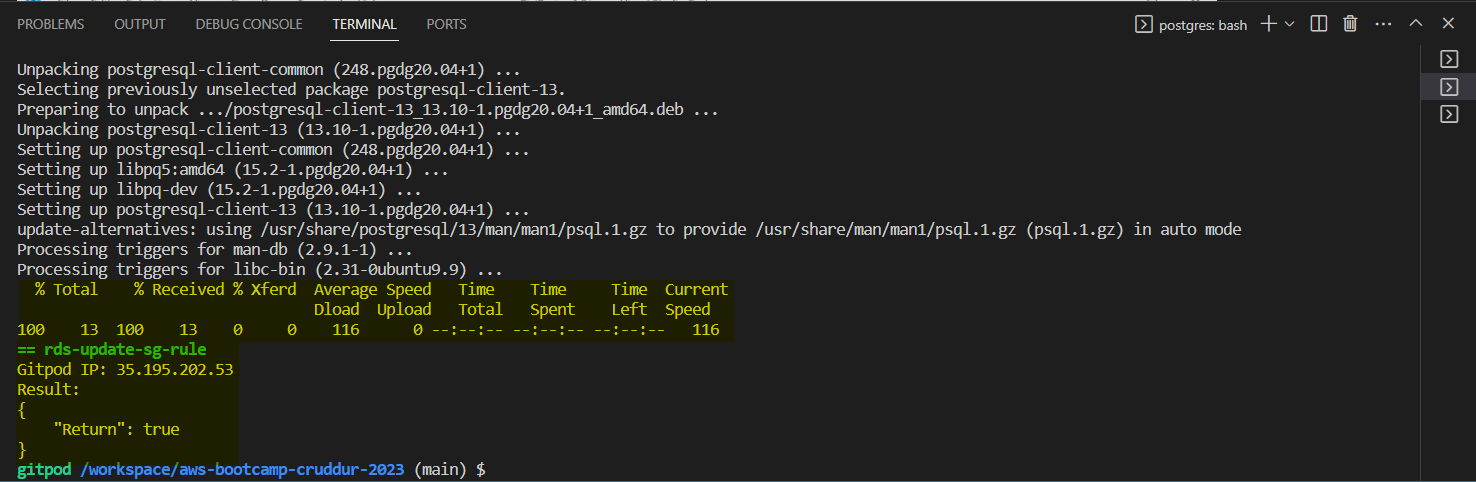 PROBLEMS OUTPUT DEBUG CONSOLE TERMINAL PORTS postgres: bash
Unpacking postgresql-client-common (248.pgdg20.04+1) ...
Selecting previously unselected package postgresql-client-13.
Preparing to unpack .../postgresql-client-13_13.10-1.pgdg20.04+1_amd64.deb ...
Unpacking postgresql-client-13 (13.10-1.pgdg20.04+1) ...
Setting up postgresql-client-common (248.pgdg20.04+1) ...
Setting up libpq5:amd64 (15.2-1.pgdg20.04+1) ...
Setting up libpq-dev (15.2-1.pgdg20.04+1) ...
Setting up postgresql-client-13 (13.10-1.pgdg20.04+1) ...
update-alternatives: using /usr/share/postgresql/13/man/man1/psql.1.gz to provide /usr/share/man/man1/psql.1.gz (psql.1.gz) in auto mode
Processing triggers for man-db (2.9.1-1) ...
Processing triggers for libc-bin (2.31-0ubuntu9.9) ...
  % Total    % Received % Xferd  Average Speed   Time    Time     Time  Current
                                 Dload  Upload   Total   Spent    Left  Speed
100    13  100    13    0     0    116      0 --:--:-- --:--:-- --:--:--   116
== rds-update-sg-rule
Gitpod IP: 35.195.202.53
Result:
{
    "Return": true
}
gitpod /workspace/aws-bootcamp-cruddur-2023 (main) $